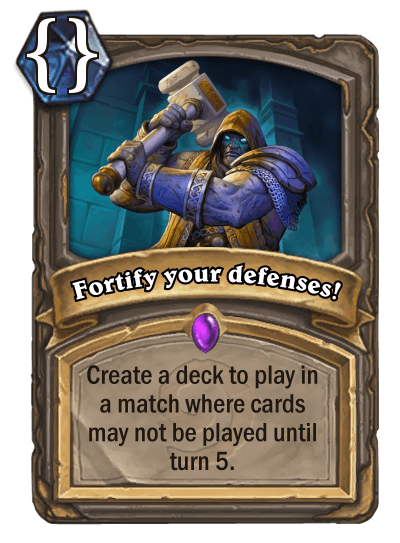 {}
Fortify your defenses!
Create a deck to play in
a match where cards
may not be played until
turn 5.